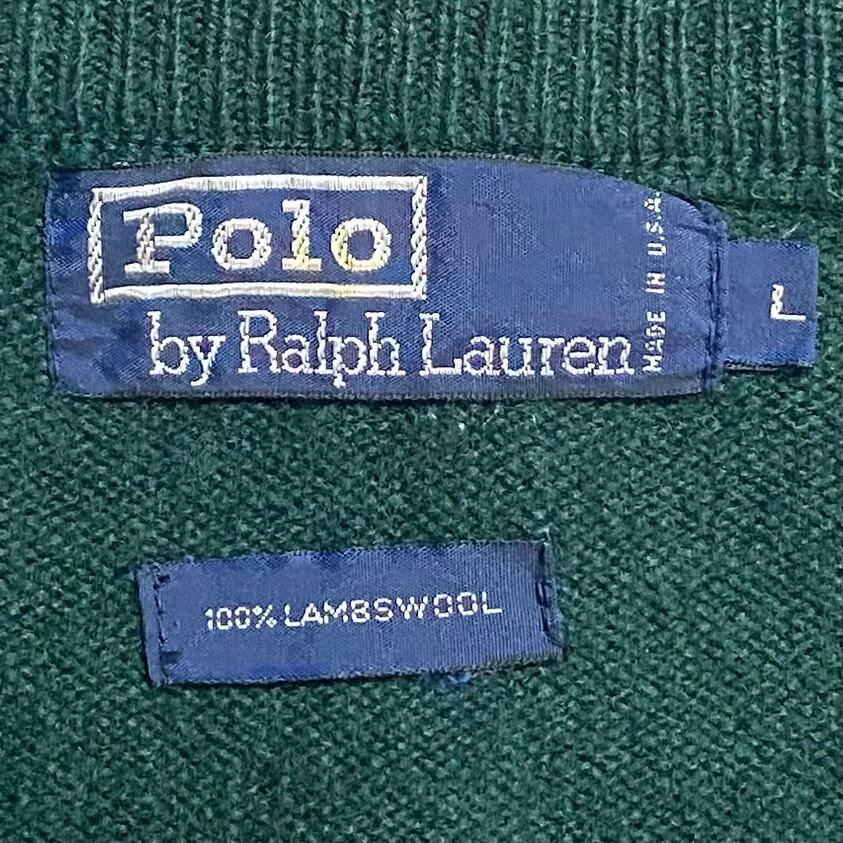 Polo
by Ralph Lauren
MADE IN U.S.A.
L
100% LAMBSWOOL